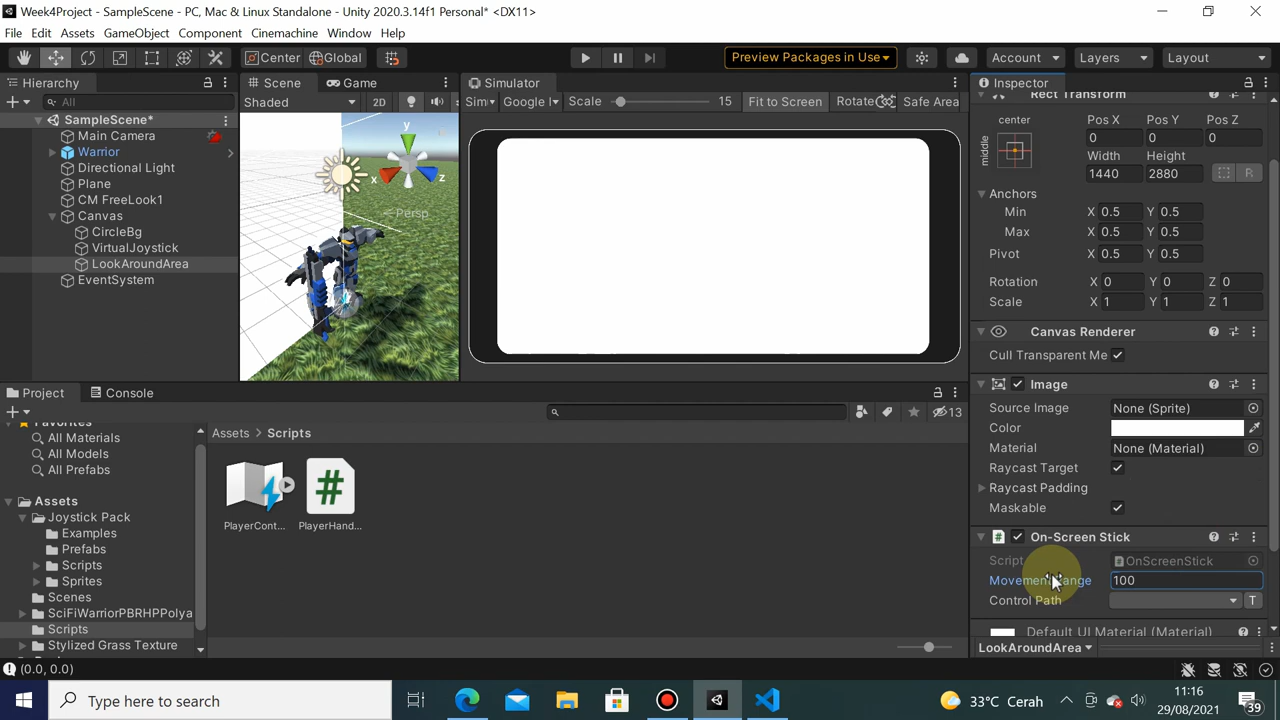 Week4Project - SampleScene - PC, Mac & Linux Standalone - Unity 2020.3.14f1 Personal* <DX11>
File Edit Assets GameObject Component Cinemachine Window Help
Center Global Preview Packages in Use Account Layers Layout
Hierarchy Scene Game Simulator Inspector
All Shaded 2D Google Scale 15 Fit to Screen Rotate Safe Area
Rect Transform
SampleScene*
Main Camera
Warrior
Directional Light
Plane
CM FreeLook1
Canvas
CircleBg
VirtualJoystick
LookAroundArea
EventSystem
y
x
z
Persp
center Pos X Pos Y Pos Z
middle
0 0 0
Width Height
1440 2880 R
Anchors
Min X 0.5 Y 0.5
Max X 0.5 Y 0.5
Pivot X 0.5 Y 0.5
Rotation X 0 Y 0 Z 0
Scale X 1 Y 1 Z 1
Canvas Renderer
Cull Transparent Me
Image
Source Image None (Sprite)
Color
Material None (Material)
Raycast Target
Raycast Padding
Maskable
On-Screen Stick
Script OnScreenStick
Movement Range 100
Control Path T
Default UI Material (Material)
LookAroundArea
Project Console
13
Favorites
All Materials
All Models
All Prefabs
Assets
Joystick Pack
Examples
Prefabs
Scripts
Sprites
Scenes
SciFiWarriorPBRHPPolya
Scripts
Stylized Grass Texture
Assets > Scripts
PlayerCont... PlayerHand...
(0.0, 0.0)
Type here to search
33°C Cerah
11:16
29/08/2021
39